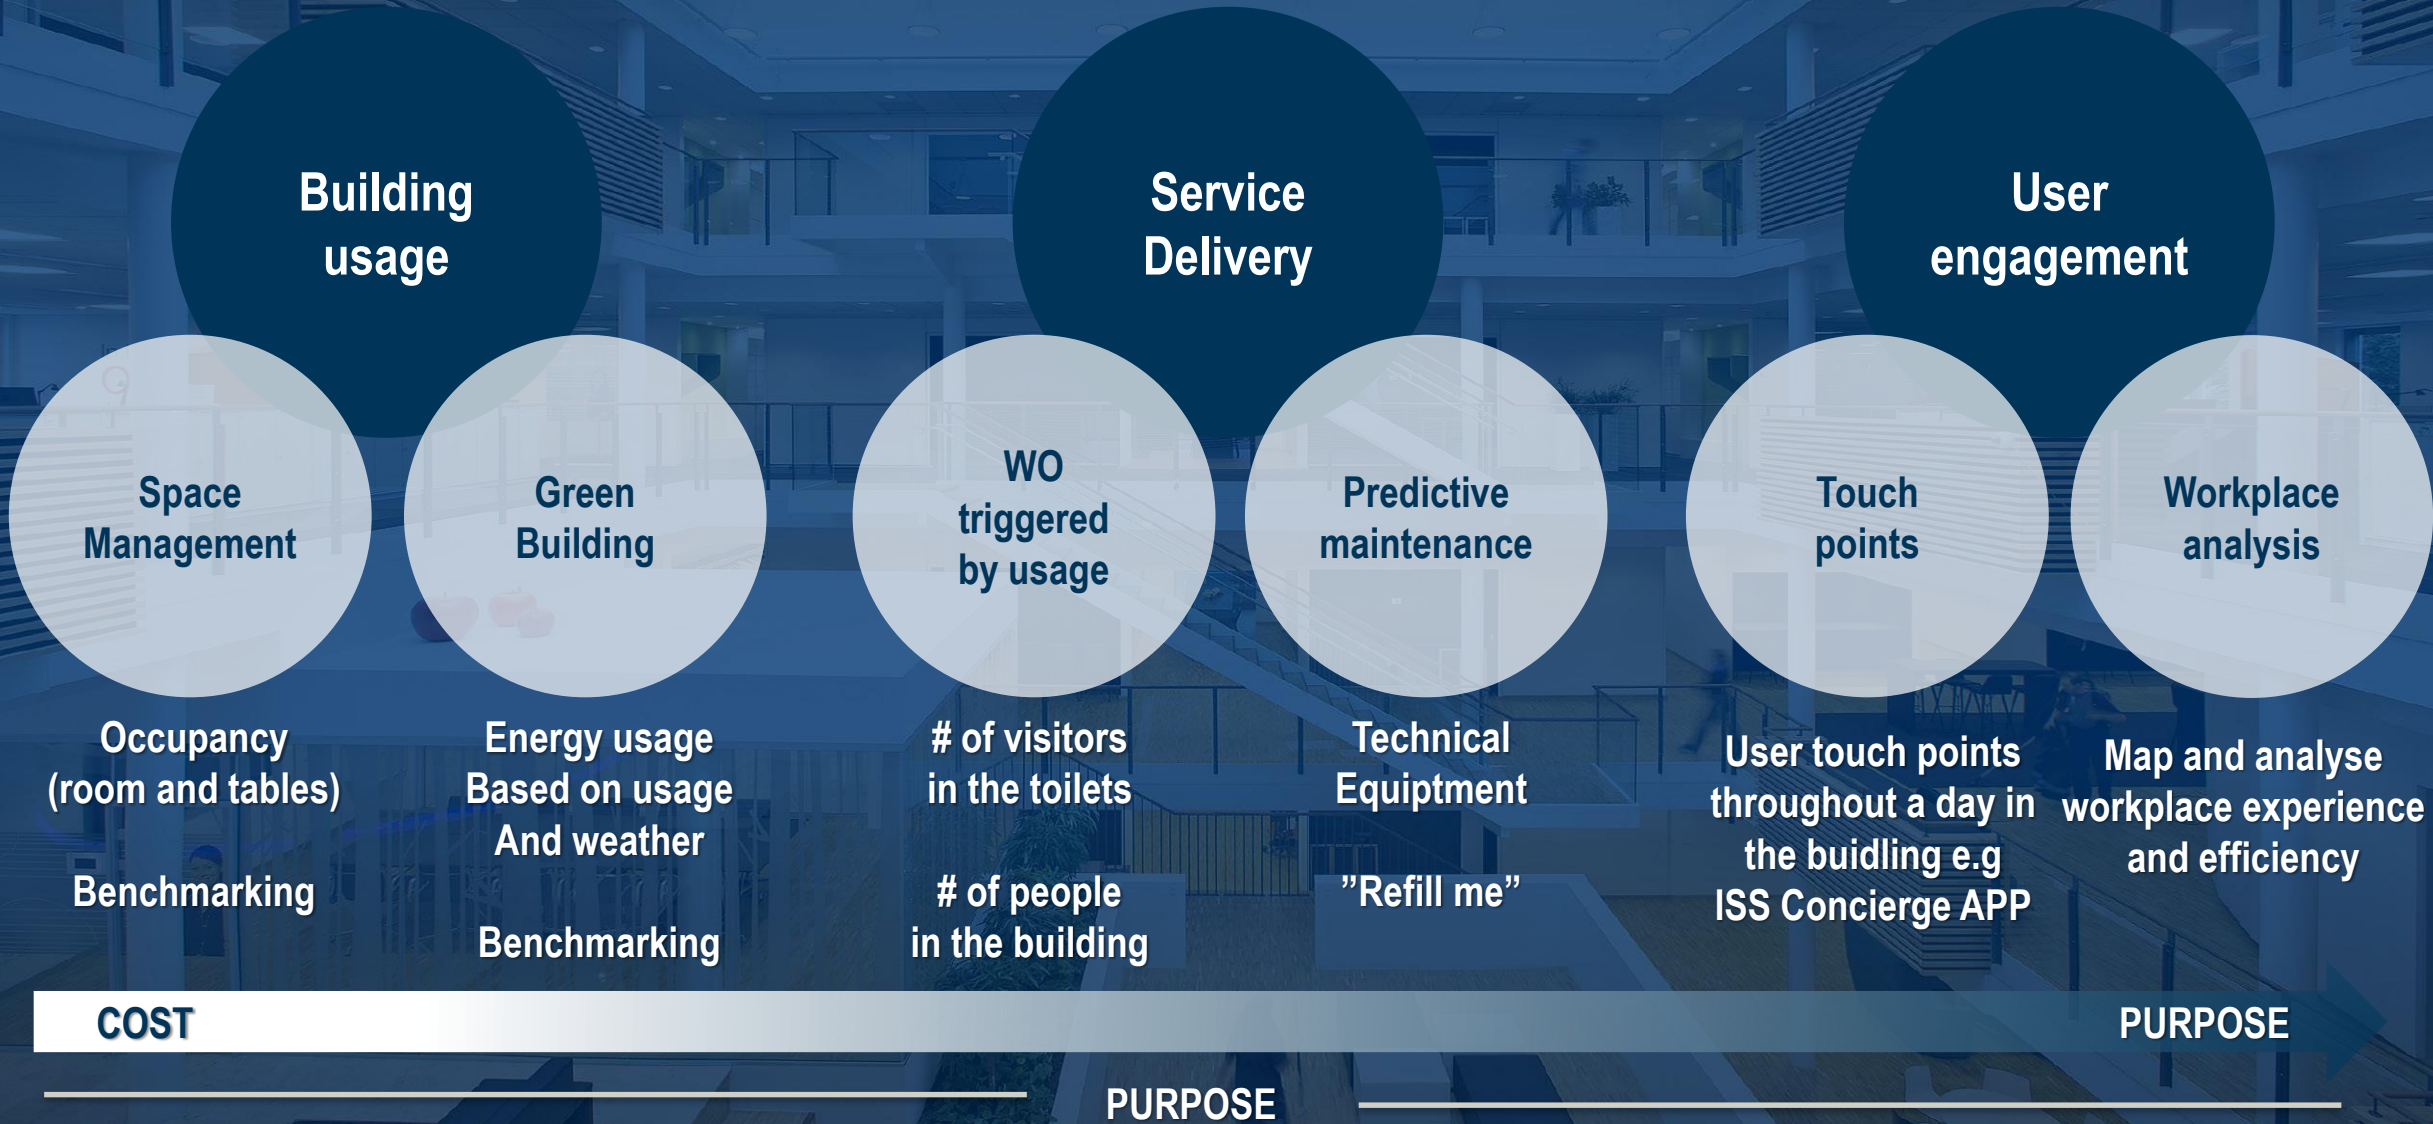 Building
usage
Service
Delivery
User
engagement
Space
Management
Green
Building
WO
triggered
by usage
Predictive
maintenance
Touch
points
Workplace
analysis
Occupancy
(room and tables)
Benchmarking
Energy usage
Based on usage
And weather
Benchmarking
# of visitors
in the toilets
# of people
in the building
Technical
Equiptment
”Refill me”
User touch points
throughout a day in
the buidling e.g
ISS Concierge APP
Map and analyse
workplace experience
and efficiency
COST
PURPOSE
PURPOSE